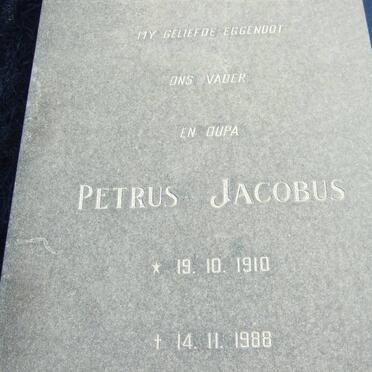 MY GELIEFDE EGGENOOT
ONS VADER
EN OUPA
PETRUS JACOBUS
* 19. 10. 1910
† 14. 11. 1988